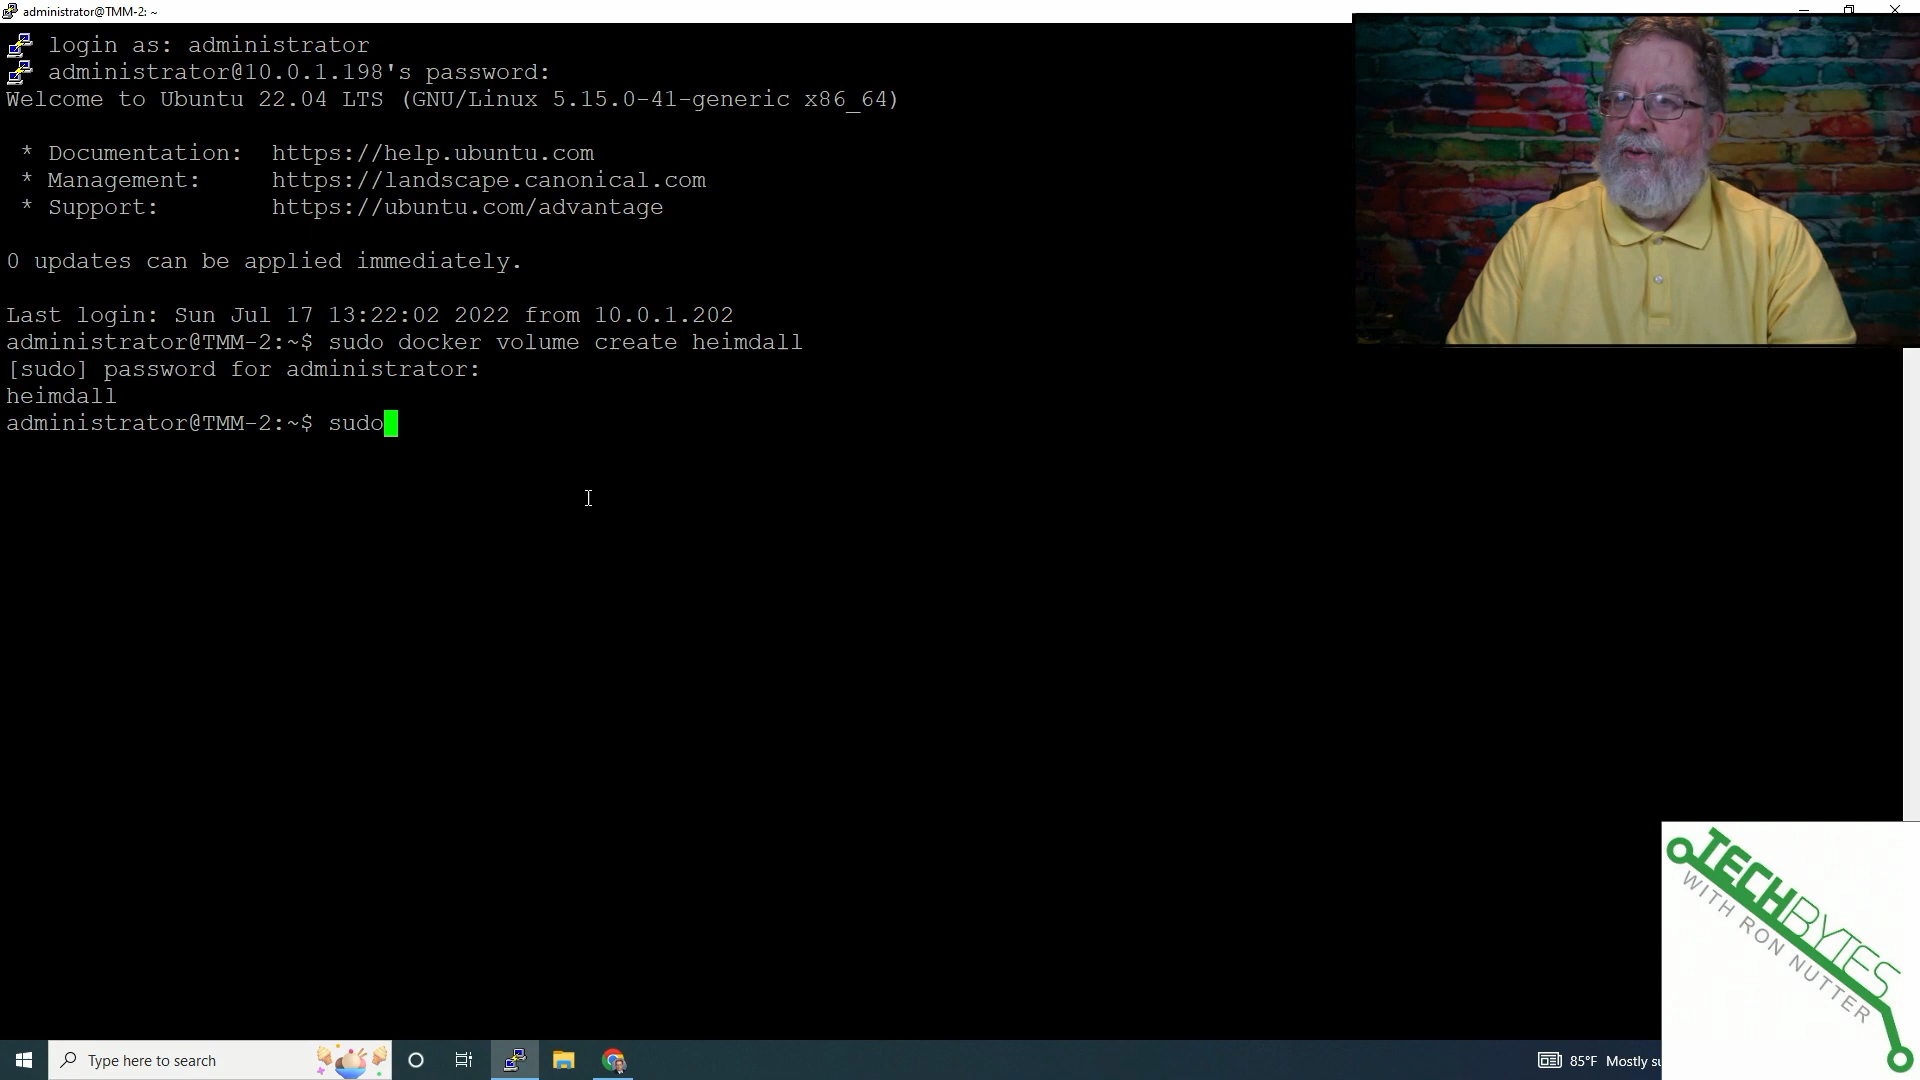 administrator@TMM-2: ~
login as: administrator
administrator@10.0.1.198's password:
Welcome to Ubuntu 22.04 LTS (GNU/Linux 5.15.0-41-generic x86_64)
* Documentation: https://help.ubuntu.com
* Management: https://landscape.canonical.com
* Support: https://ubuntu.com/advantage
0 updates can be applied immediately.
Last login: Sun Jul 17 13:22:02 2022 from 10.0.1.202
administrator@TMM-2:~$ sudo docker volume create heimdall
[sudo] password for administrator:
heimdall
administrator@TMM-2:~$ sudo
TECHBYTES
WITH RON NUTTER
Type here to search
85°F Mostly su